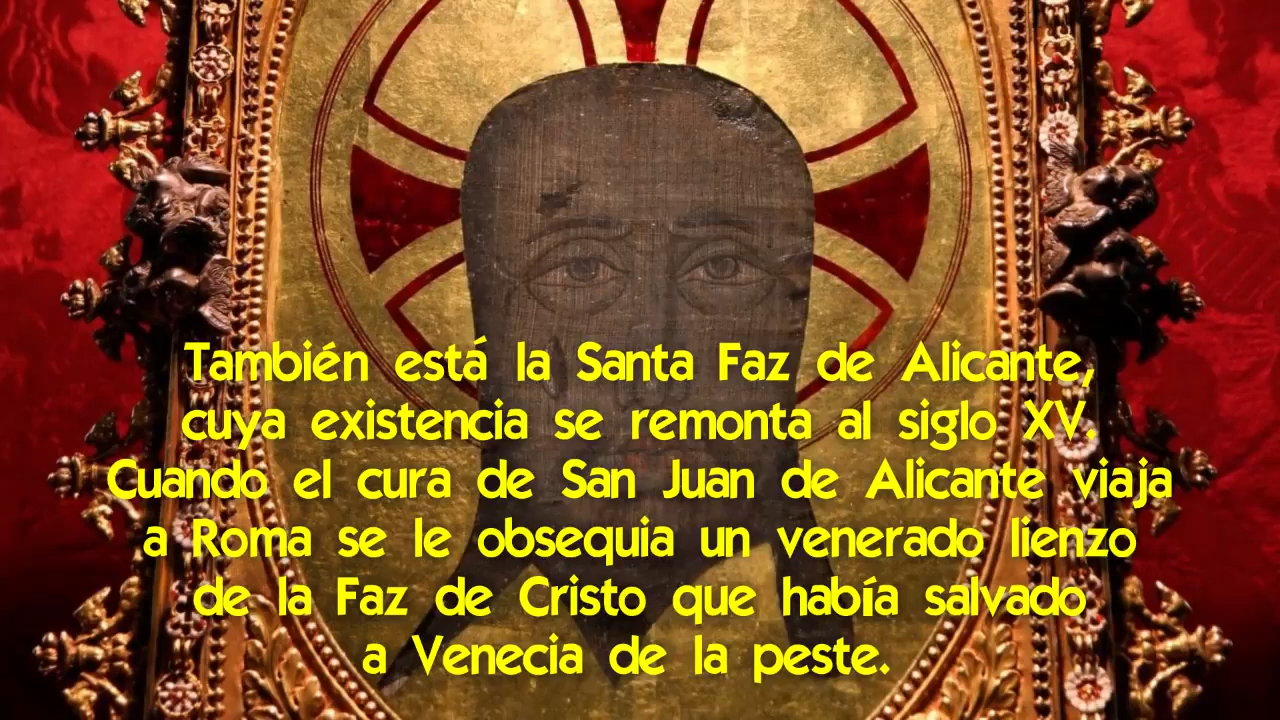 También está la Santa Faz de Alicante,
cuya existencia se remonta al siglo XV.
Cuando el cura de San Juan de Alicante viaja
a Roma se le obsequia un venerado lienzo
de la Faz de Cristo que había salvado
a Venecia de la peste.